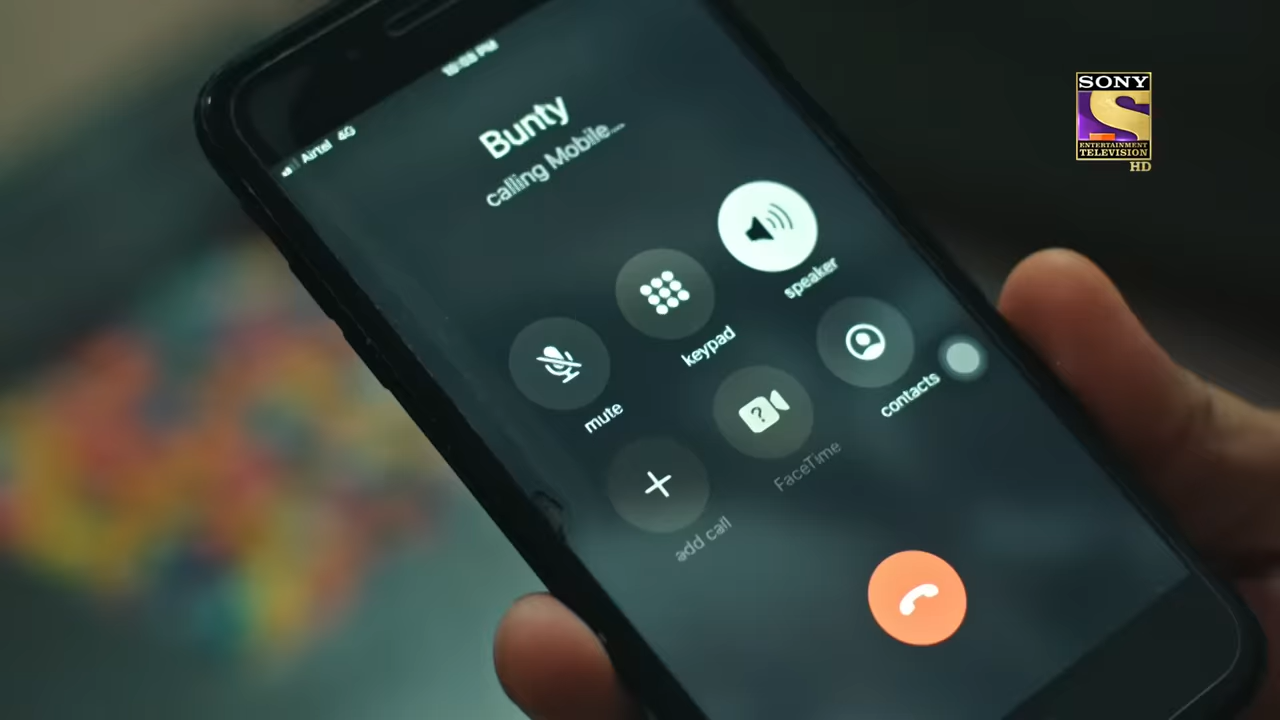 Airtel 4G
Bunty
calling Mobile...
mute
keypad
speaker
add call
FaceTime
contacts
SONY
ENTERTAINMENT
TELEVISION
HD